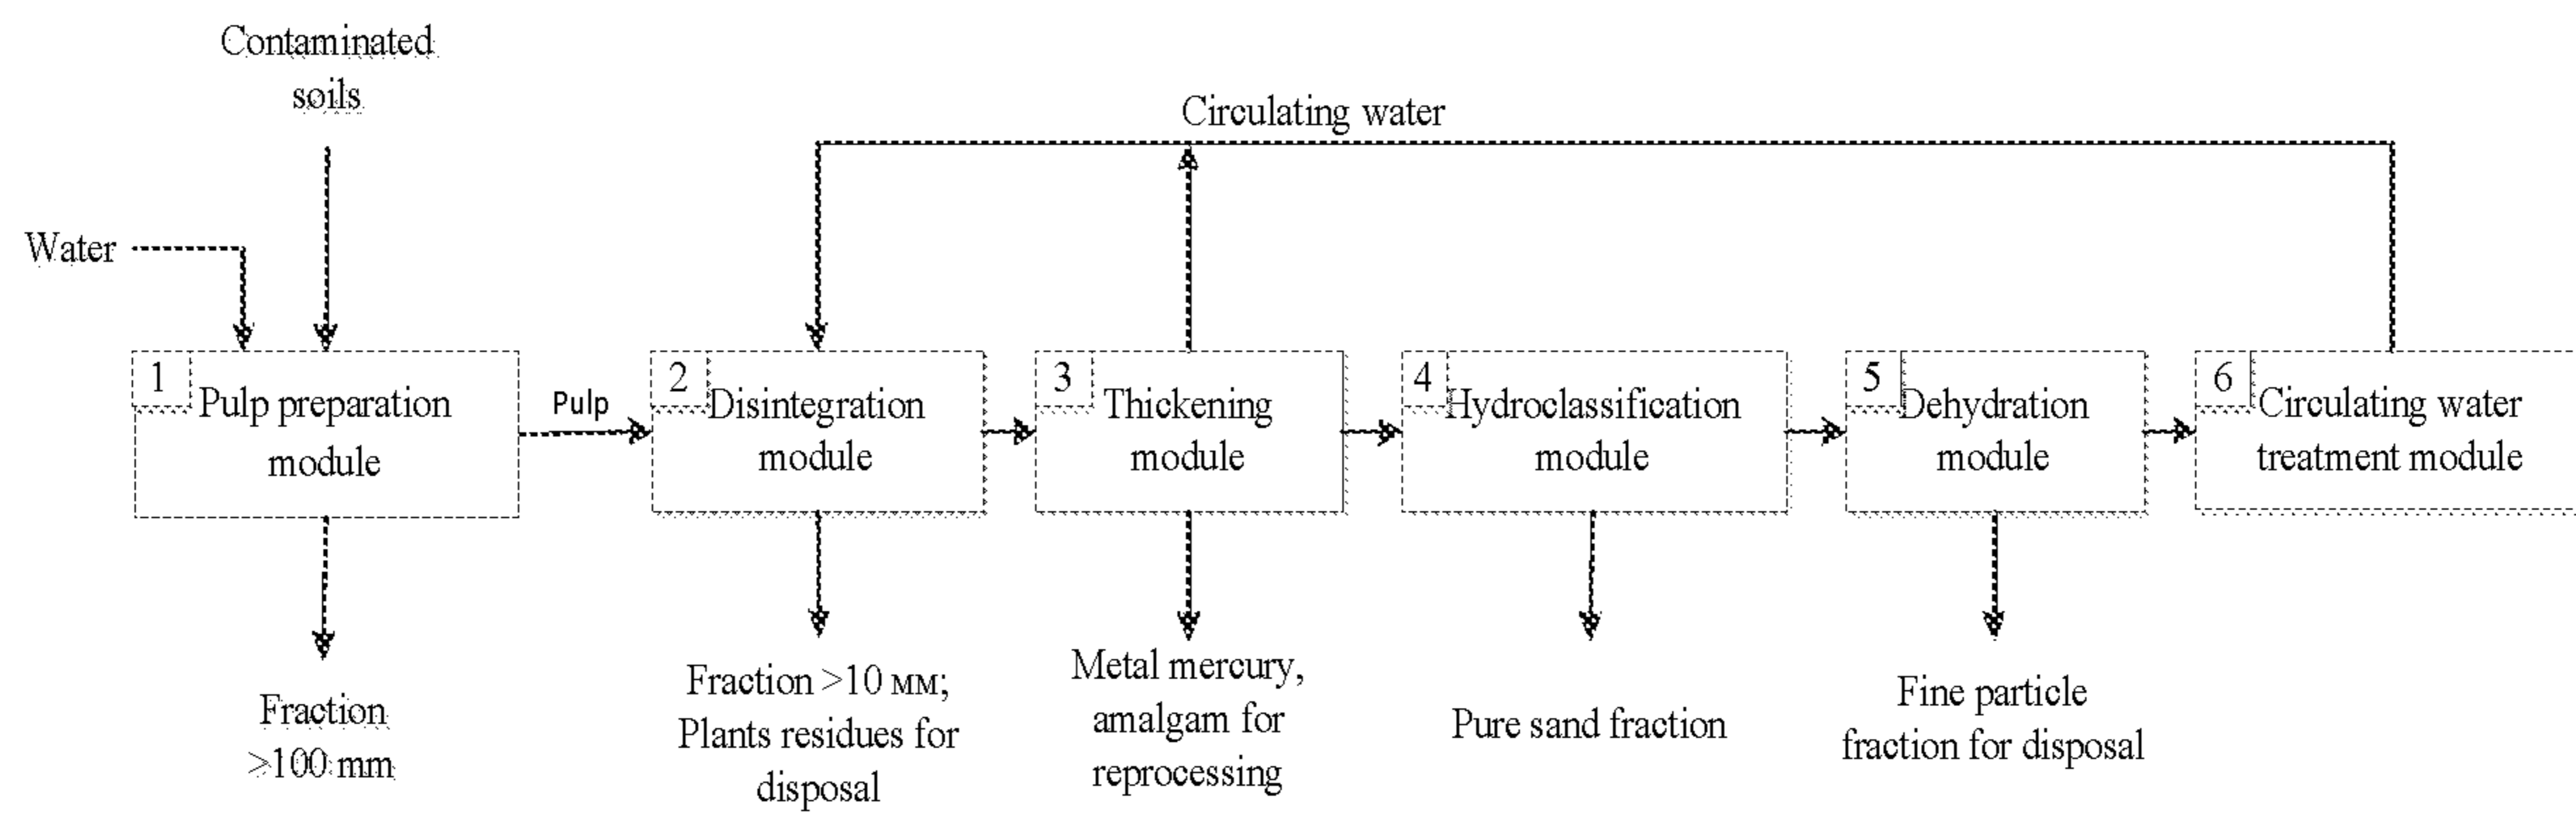 Contaminated
soils
Circulating water
Water
1
Pulp preparation
module
Pulp
2
Disintegration
module
3
Thickening
module
4
Hydroclassification
module
5
Dehydration
module
6
Circulating water
treatment module
Fraction
>100 mm
Fraction >10 мм;
Plants residues for
disposal
Metal mercury,
amalgam for
reprocessing
Pure sand fraction
Fine particle
fraction for disposal